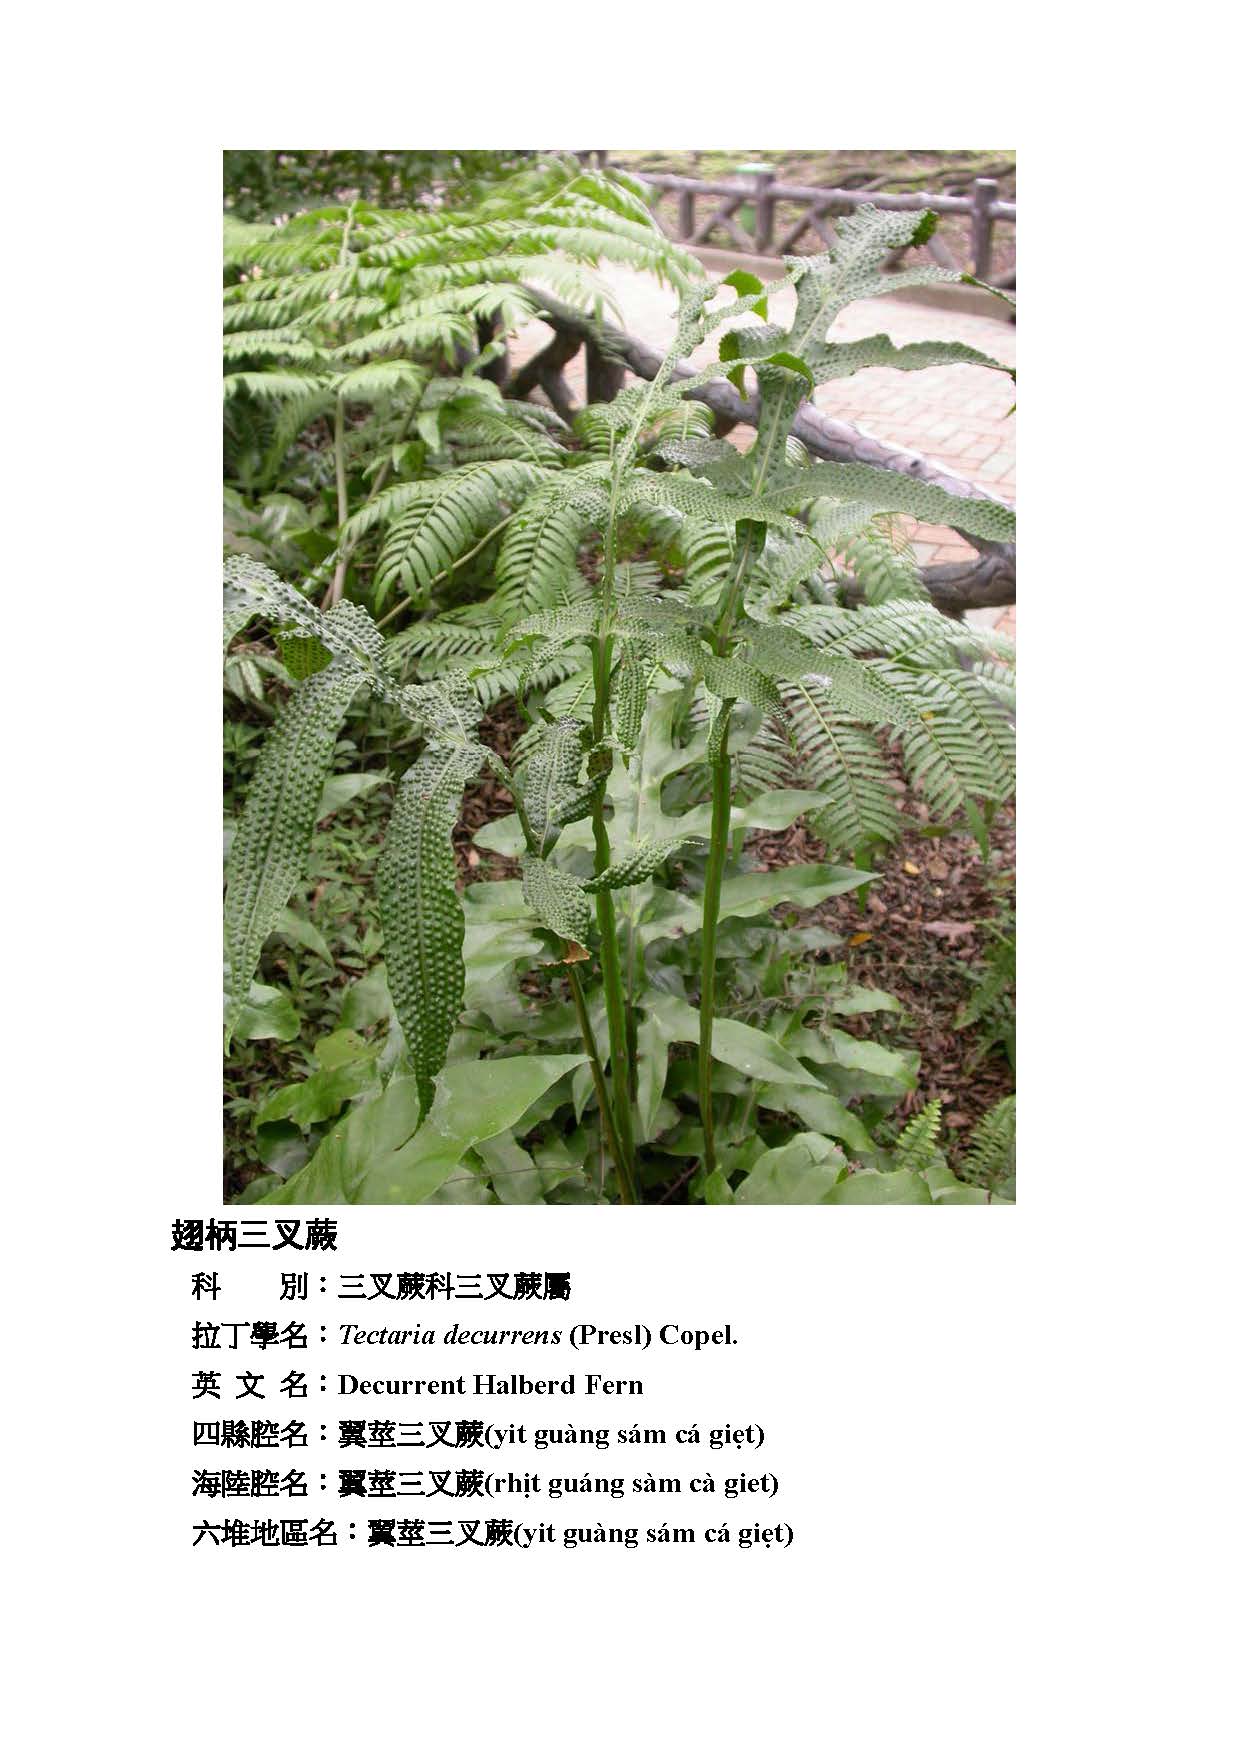 翅柄三叉蕨
科　　別：三叉蕨科三叉蕨屬
拉丁學名：Tectaria decurrens (Presl) Copel.
英 文 名：Decurrent Halberd Fern
四縣腔名：翼莖三叉蕨(yit guàng sám cá giẹt)
海陸腔名：翼莖三叉蕨(rhịt guáng sàm cà giet)
六堆地區名：翼莖三叉蕨(yit guàng sám cá giẹt)